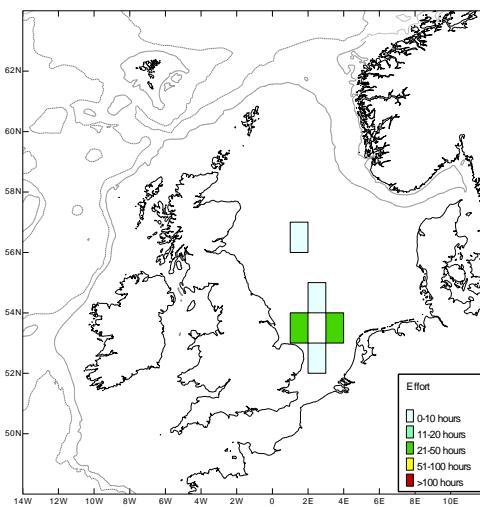 62N
60N
58N
56N
54N
52N
50N
Effort
0-10 hours
11-20 hours
21-50 hours
51-100 hours
>100 hours
14W 12W 10W 8W 6W 4W 2W 0 2E 4E 6E 8E 10E